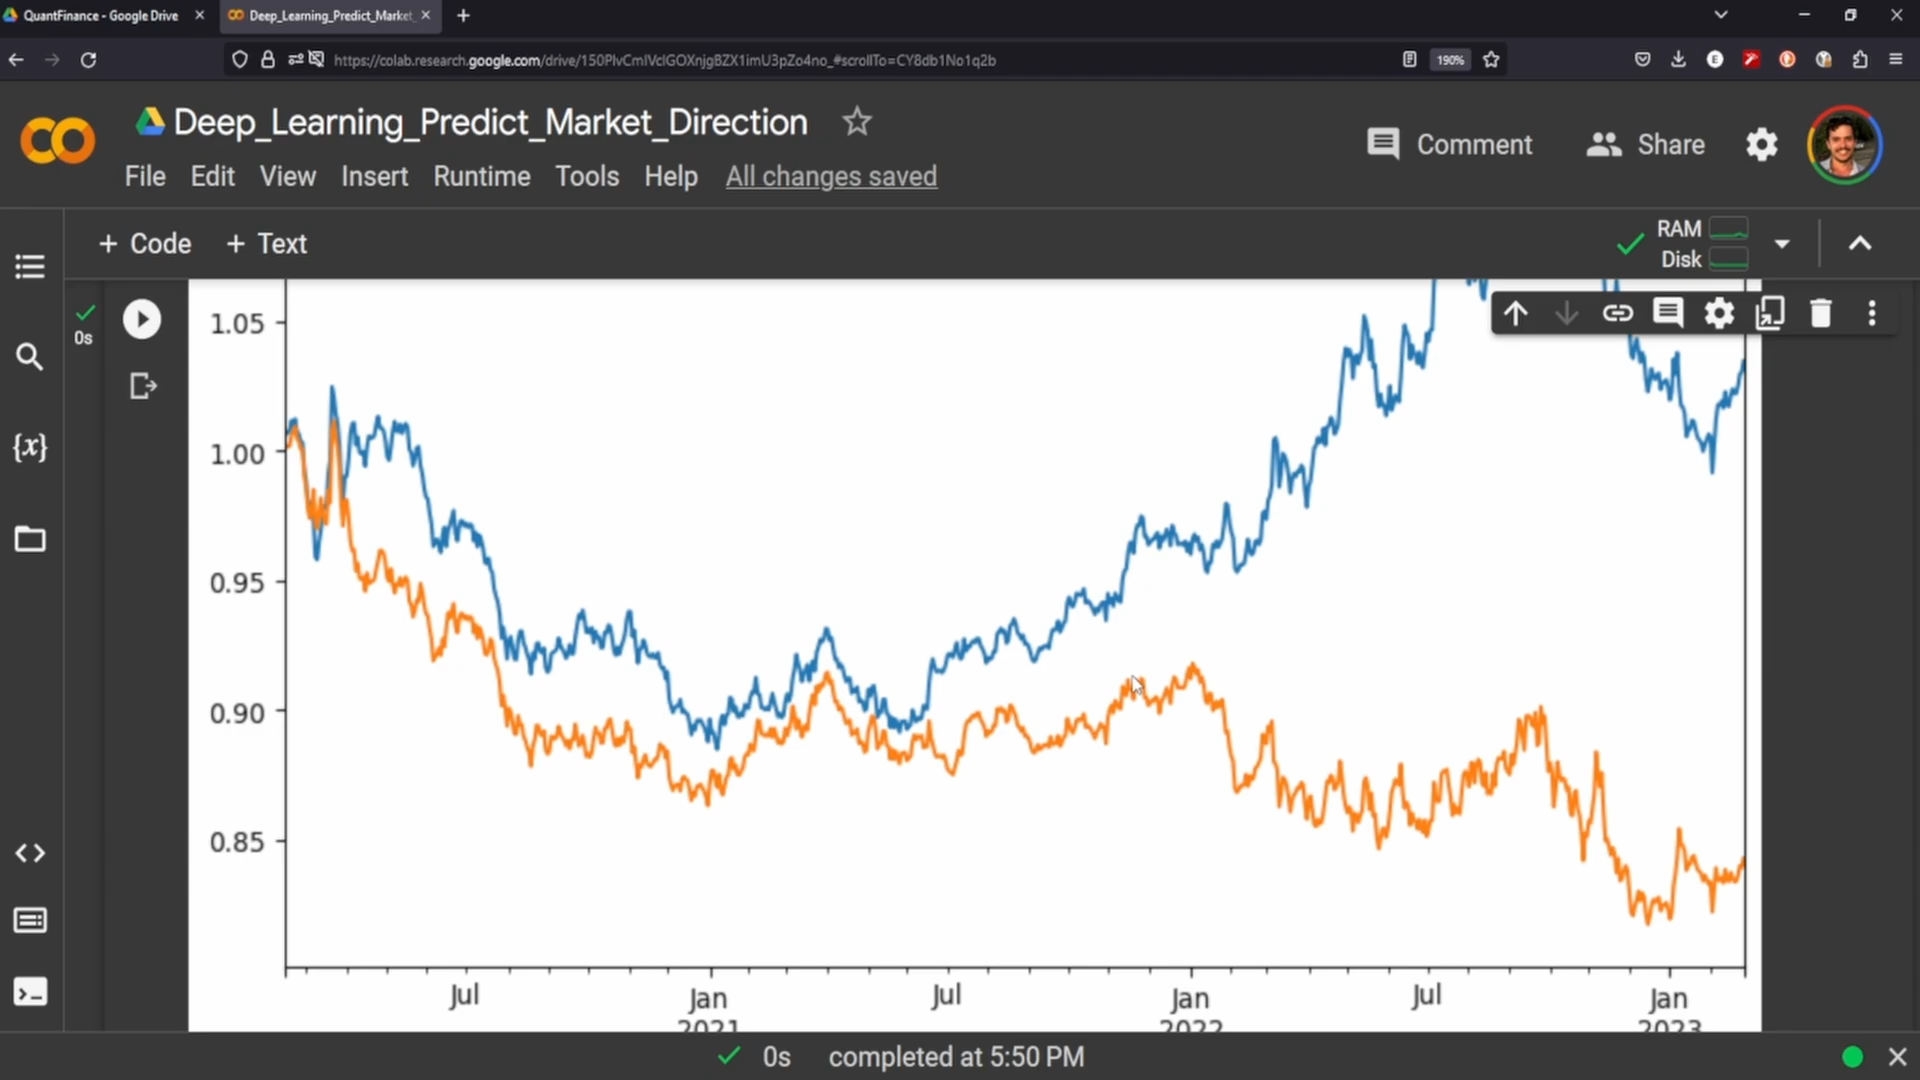 QuantFinance - Google Drive
Deep_Learning_Predict_Market_
https://colab.research.google.com/drive/150PlvCmlVclGOXnjgBZX1imU3pZo4no_#scrollTo=CY8db1No1q2b
190%
E
Deep_Learning_Predict_Market_Direction
Comment
Share
File Edit View Insert Runtime Tools Help All changes saved
+ Code + Text
RAM
Disk
0s
{x}
1.05
1.00
0.95
0.90
0.85
Jul Jan Jul Jan Jul Jan
2021 2022 2023
0s completed at 5:50 PM